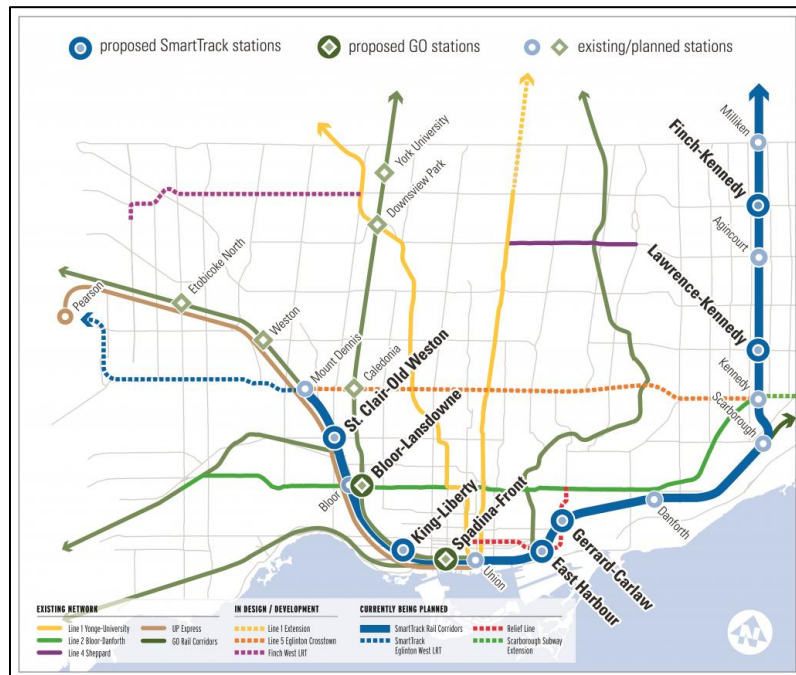 proposed SmartTrack stations
proposed GO stations
existing/planned stations
York University
Downsview Park
Milliken
Finch-Kennedy
Agincourt
Lawrence-Kennedy
Kennedy
Scarborough
Pearson
Etobicoke North
Weston
Mount Dennis
Caledonia
St. Clair-Old Weston
Bloor-Lansdowne
Bloor
King-Liberty
Spadina-Front
Union
East Harbour
Gerrard-Carlaw
Danforth
EXISTING NETWORK
Line 1 Yonge-University
Line 2 Bloor-Danforth
Line 4 Sheppard
UP Express
GO Rail Corridors
IN DESIGN / DEVELOPMENT
Line 1 Extension
Line 5 Eglinton Crosstown
Finch West LRT
CURRENTLY BEING PLANNED
SmartTrack Rail Corridors
SmartTrack
Eglinton West LRT
Relief Line
Scarborough Subway
Extension
N